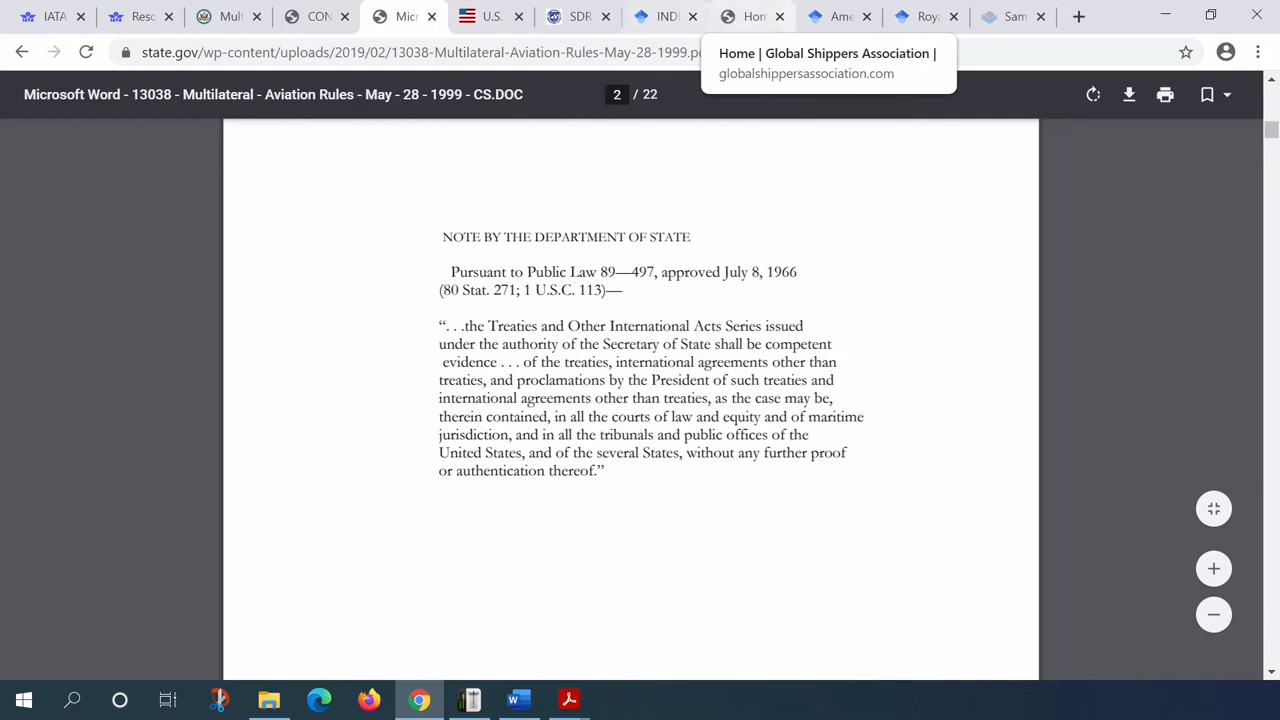 IATA
Reso
Mult
CON
Micr
U.S.
SDR
INDI
Hom
Ame
Roya
Sam
state.gov/wp-content/uploads/2019/02/13038-Multilateral-Aviation-Rules-May-28-1999.p
Home | Global Shippers Association |
globalshippersassociation.com
Microsoft Word - 13038 - Multilateral - Aviation Rules - May - 28 - 1999 - CS.DOC
2 / 22
NOTE BY THE DEPARTMENT OF STATE
Pursuant to Public Law 89—497, approved July 8, 1966
(80 Stat. 271; 1 U.S.C. 113)—
“. . .the Treaties and Other International Acts Series issued
under the authority of the Secretary of State shall be competent
evidence . . . of the treaties, international agreements other than
treaties, and proclamations by the President of such treaties and
international agreements other than treaties, as the case may be,
therein contained, in all the courts of law and equity and of maritime
jurisdiction, and in all the tribunals and public offices of the
United States, and of the several States, without any further proof
or authentication thereof.”